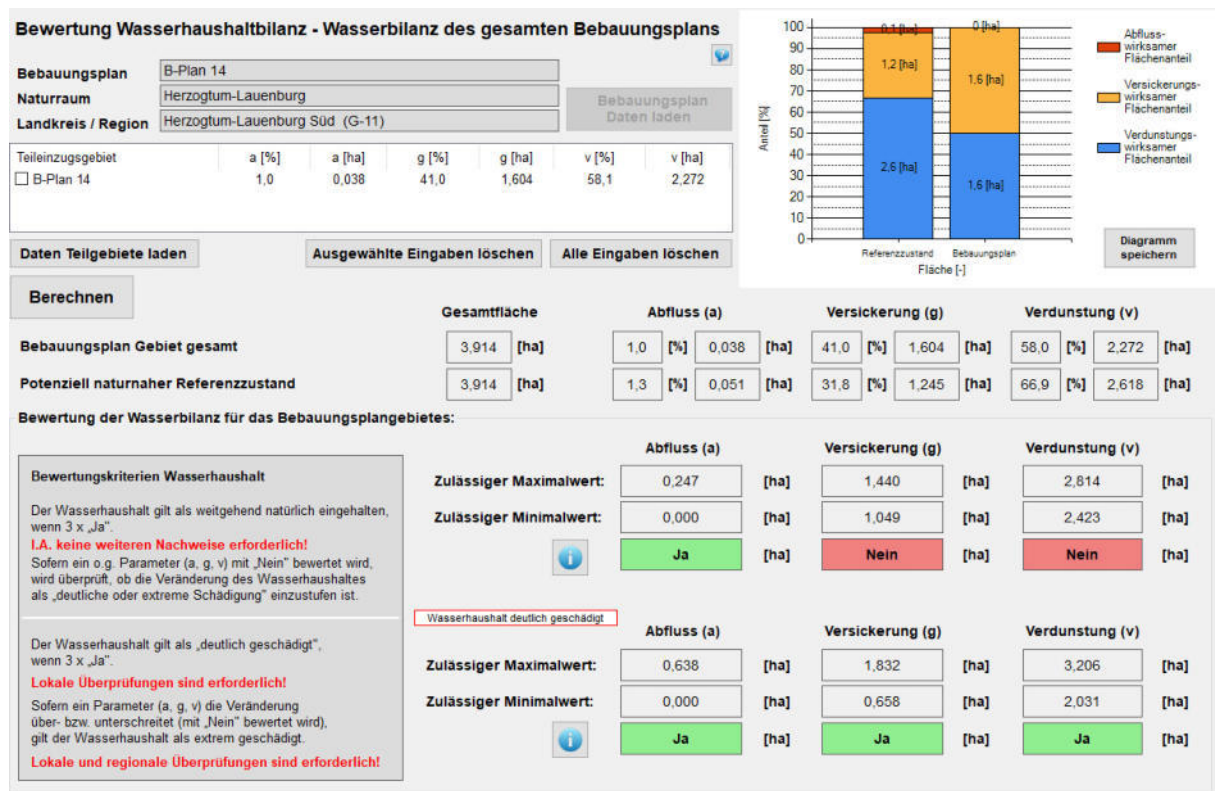 Bewertung Wasserhaushaltbilanz - Wasserbilanz des gesamten Bebauungsplans
Bebauungsplan B-Plan 14
Naturraum Herzogtum-Lauenburg
Landkreis / Region Herzogtum-Lauenburg Süd (G-11)
Bebauungsplan
Daten laden
Teileinzugsgebiet a [%] a [ha] g [%] g [ha] v [%] v [ha]
B-Plan 14 1,0 0,038 41,0 1,604 58,1 2,272
Daten Teilgebiete laden Ausgewählte Eingaben löschen Alle Eingaben löschen
Anteil [%]
100
90
80
70
60
50
40
30
20
10
0
0,1 [ha] 0 [ha]
1,2 [ha] 1,6 [ha]
2,6 [ha] 1,6 [ha]
Referenzzustand Bebauungsplan
Fläche [-]
Abfluss-
wirksamer
Flächenanteil
Versickerungs-
wirksamer
Flächenanteil
Verdunstungs-
wirksamer
Flächenanteil
Diagramm
speichern
Berechnen
Gesamtfläche Abfluss (a) Versickerung (g) Verdunstung (v)
Bebauungsplan Gebiet gesamt 3,914 [ha] 1,0 [%] 0,038 [ha] 41,0 [%] 1,604 [ha] 58,0 [%] 2,272 [ha]
Potenziell naturnaher Referenzzustand 3,914 [ha] 1,3 [%] 0,051 [ha] 31,8 [%] 1,245 [ha] 66,9 [%] 2,618 [ha]
Bewertung der Wasserbilanz für das Bebauungsplangebietes:
Bewertungskriterien Wasserhaushalt
Der Wasserhaushalt gilt als weitgehend natürlich eingehalten,
wenn 3 x „Ja".
I.A. keine weiteren Nachweise erforderlich!
Sofern ein o.g. Parameter (a, g, v) mit „Nein" bewertet wird,
wird überprüft, ob die Veränderung des Wasserhaushaltes
als „deutliche oder extreme Schädigung" einzustufen ist.
Der Wasserhaushalt gilt als „deutlich geschädigt",
wenn 3 x „Ja".
Lokale Überprüfungen sind erforderlich!
Sofern ein Parameter (a, g, v) die Veränderung
über- bzw. unterschreitet (mit „Nein" bewertet wird),
gilt der Wasserhaushalt als extrem geschädigt.
Lokale und regionale Überprüfungen sind erforderlich!
Abfluss (a) Versickerung (g) Verdunstung (v)
Zulässiger Maximalwert: 0,247 [ha] 1,440 [ha] 2,814 [ha]
Zulässiger Minimalwert: 0,000 [ha] 1,049 [ha] 2,423 [ha]
i Ja [ha] Nein [ha] Nein [ha]
Wasserhaushalt deutlich geschädigt
Abfluss (a) Versickerung (g) Verdunstung (v)
Zulässiger Maximalwert: 0,638 [ha] 1,832 [ha] 3,206 [ha]
Zulässiger Minimalwert: 0,000 [ha] 0,658 [ha] 2,031 [ha]
i Ja [ha] Ja [ha] Ja [ha]